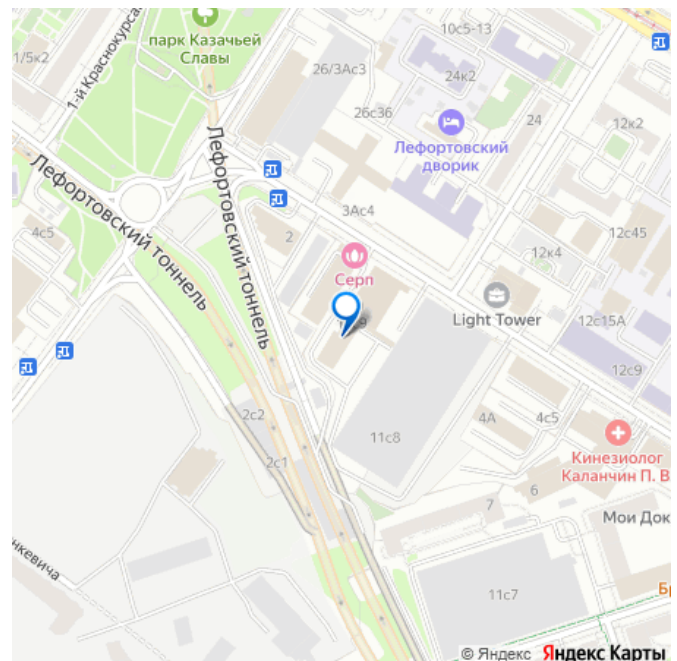 10с5-13
парк Казачьей
Славы
1/5к2
1-й Краснокурса
26/3Ас3
24к2
26с36
24
12к2
Лефортовский
дворик
Лефортовский тоннель
Лефортовский тоннель
3Ас4
4с5
2
12с45
12к4
Серп
Light Tower
12с15А
12с9
2с2
4А
4с5
11с8
2с1
Кинезиолог
Каланчин П. В
7
6
Мои Док
нкевича
11с7
Бр
© Яндекс Яндекс Карты